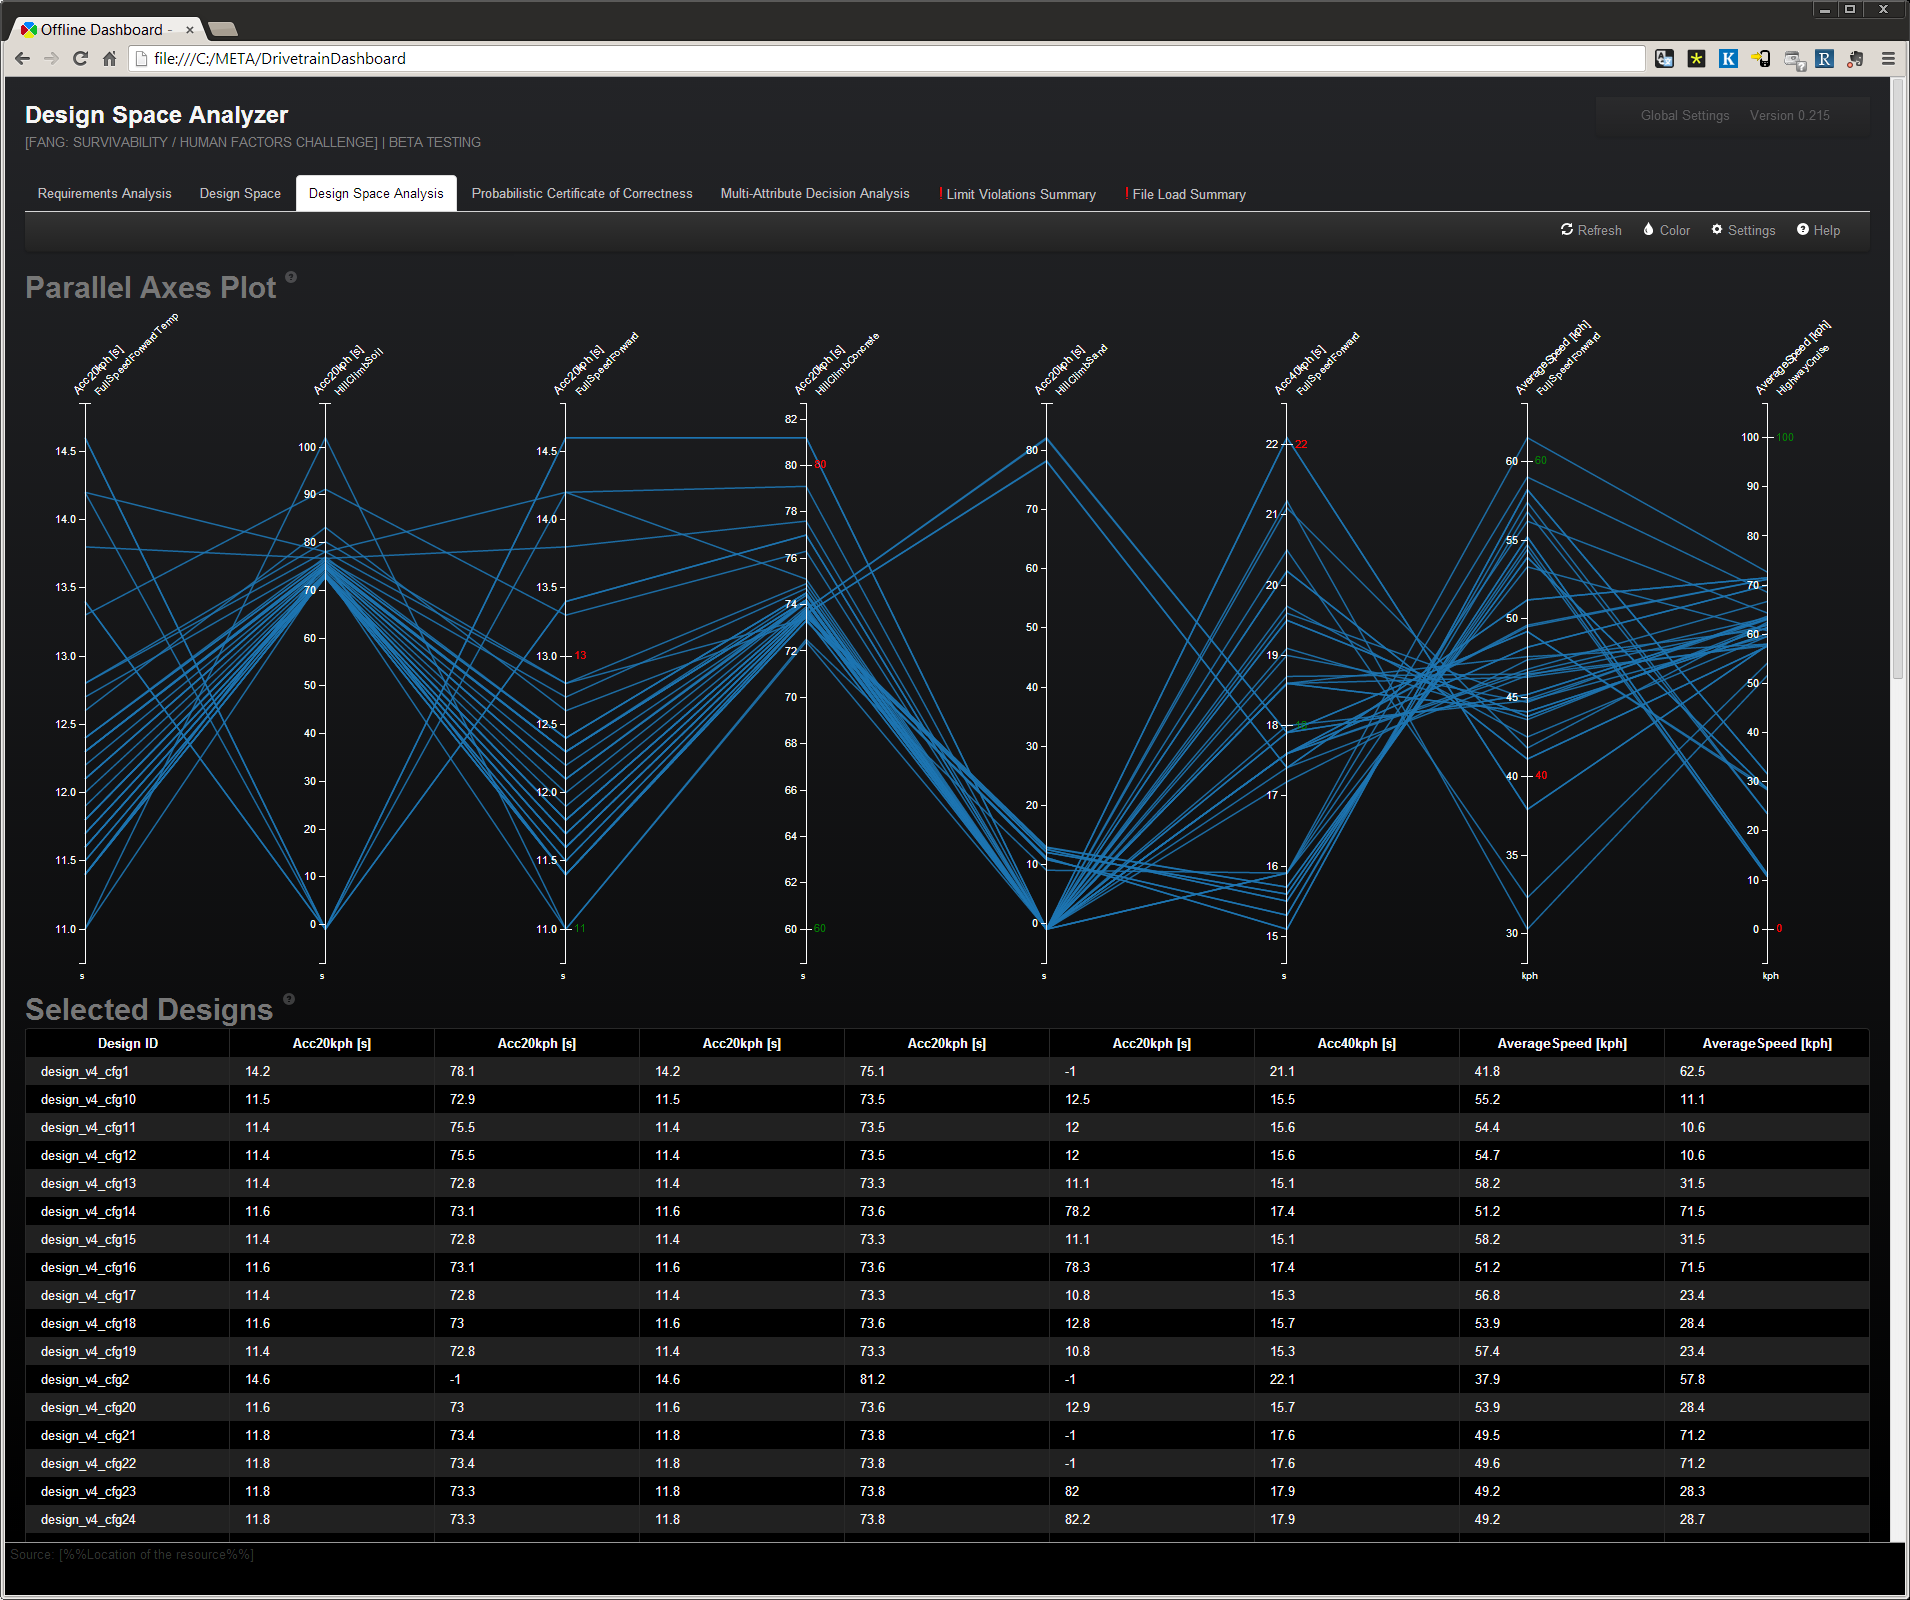 Offline Dashboard -
file:///C:/META/DrivetrainDashboard
Design Space Analyzer
Global Settings Version 0.215
[FANG: SURVIVABILITY / HUMAN FACTORS CHALLENGE] | BETA TESTING
Requirements Analysis Design Space Design Space Analysis Probabilistic Certificate of Correctness Multi-Attribute Decision Analysis ! Limit Violations Summary ! File Load Summary
Refresh Color Settings Help
Parallel Axes Plot
Acc20kph [s]
FullSpeedForwardTemp
14.5
14.0
13.5
13.0
12.5
12.0
11.5
11.0
s
Acc20kph [s]
HillClimbSoil
100
90
80
70
60
50
40
30
20
10
0
s
Acc20kph [s]
FullSpeedForward
14.5
14.0
13.5
13.0 13
12.5
12.0
11.5
11.0 11
s
Acc20kph [s]
HillClimbConcrete
82
80 80
78
76
74
72
70
68
66
64
62
60 60
s
Acc20kph [s]
HillClimbSand
80
70
60
50
40
30
20
10
0
s
Acc40kph [s]
FullSpeedForward
22 22
21
20
19
18 18
17
16
15
s
AverageSpeed [kph]
FullSpeedForward
60 60
55
50
45
40 40
35
30
kph
AverageSpeed [kph]
HighwayCruise
100 100
90
80
70
60
50
40
30
20
10
0 0
kph
Selected Designs
Design ID Acc20kph [s] Acc20kph [s] Acc20kph [s] Acc20kph [s] Acc20kph [s] Acc40kph [s] AverageSpeed [kph] AverageSpeed [kph]
design_v4_cfg1 14.2 78.1 14.2 75.1 -1 21.1 41.8 62.5
design_v4_cfg10 11.5 72.9 11.5 73.5 12.5 15.5 55.2 11.1
design_v4_cfg11 11.4 75.5 11.4 73.5 12 15.6 54.4 10.6
design_v4_cfg12 11.4 75.5 11.4 73.5 12 15.6 54.7 10.6
design_v4_cfg13 11.4 72.8 11.4 73.3 11.1 15.1 58.2 31.5
design_v4_cfg14 11.6 73.1 11.6 73.6 78.2 17.4 51.2 71.5
design_v4_cfg15 11.4 72.8 11.4 73.3 11.1 15.1 58.2 31.5
design_v4_cfg16 11.6 73.1 11.6 73.6 78.3 17.4 51.2 71.5
design_v4_cfg17 11.4 72.8 11.4 73.3 10.8 15.3 56.8 23.4
design_v4_cfg18 11.6 73 11.6 73.6 12.8 15.7 53.9 28.4
design_v4_cfg19 11.4 72.8 11.4 73.3 10.8 15.3 57.4 23.4
design_v4_cfg2 14.6 -1 14.6 81.2 -1 22.1 37.9 57.8
design_v4_cfg20 11.6 73 11.6 73.6 12.9 15.7 53.9 28.4
design_v4_cfg21 11.8 73.4 11.8 73.8 -1 17.6 49.5 71.2
design_v4_cfg22 11.8 73.4 11.8 73.8 -1 17.6 49.6 71.2
design_v4_cfg23 11.8 73.3 11.8 73.8 82 17.9 49.2 28.3
design_v4_cfg24 11.8 73.3 11.8 73.8 82.2 17.9 49.2 28.7
Source: [%%Location of the resource%%]